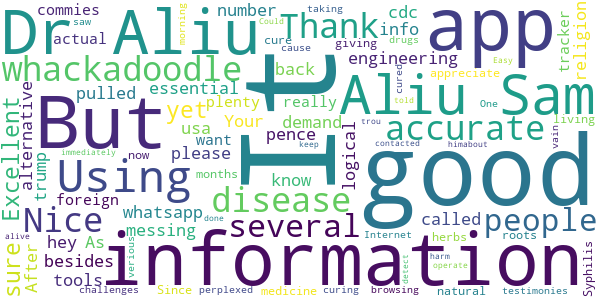 commies saw morning Could Thank cdc number info app tracker religion
Dr Aliu
actual cure cause taking giving drugs engineering
whackadoodle back cured told Easy appreciate
t
pulled essential plenty really Aliu Sam One living
But yet Your
Excellent alternative usa demand accurate
trump want pence please logical
Using immediately now months know keep I good
disease contacted himabout trou vain
foreign whatsapp
Nice hey As messing several called people
herbs Internet roots
sure alive After besides done verious
information
tools Since challenges perplexed medicine curing browsing detect harm operate natural testimonies Syphilis